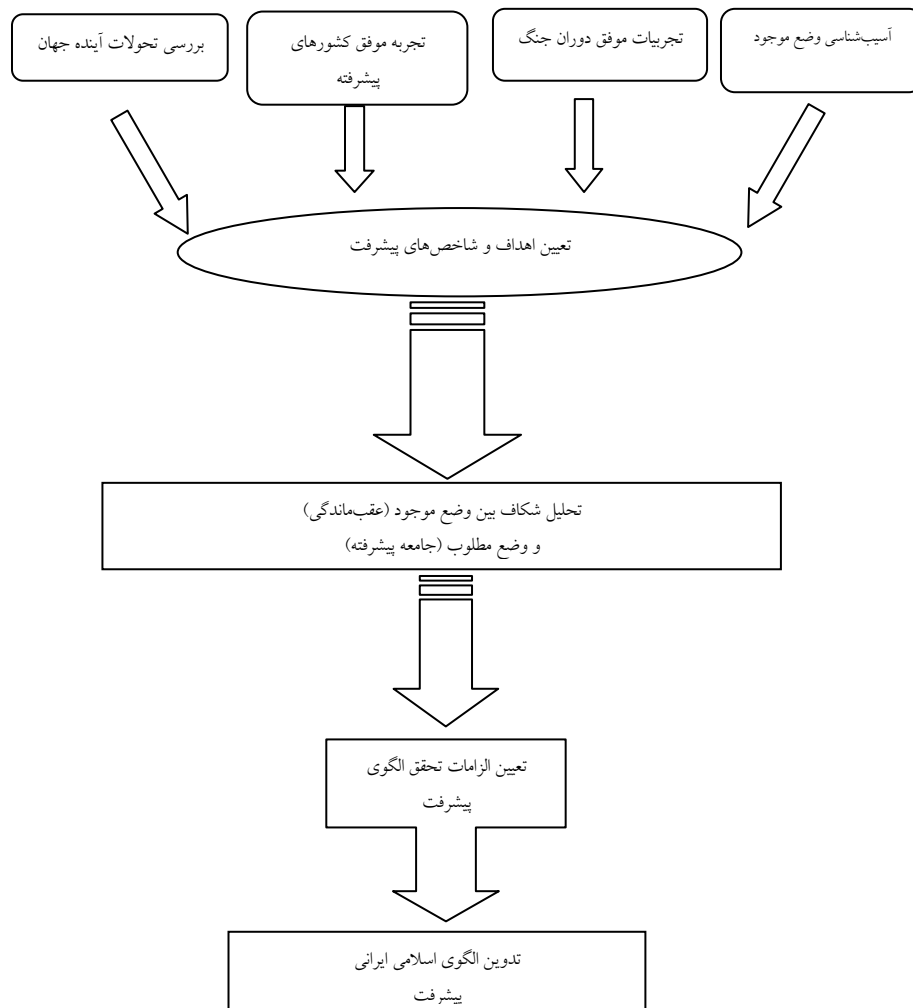 آسیب‌شناسی وضع موجود
تجربیات موفق دوران جنگ
تجربه موفق کشورهای
پیشرفته
بررسی تحولات آینده جهان
تعیین اهداف و شاخص‌های پیشرفت
تحلیل شکاف بین وضع موجود (عقب‌ماندگی)
و وضع مطلوب (جامعه پیشرفته)
تعیین الزامات تحقق الگوی
پیشرفت
تدوین الگوی اسلامی ایرانی
پیشرفت